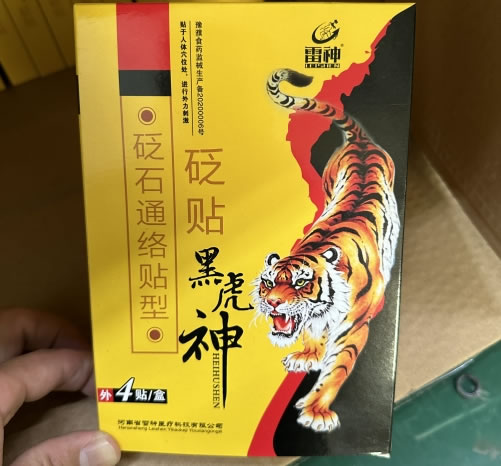 雷神®
LEISHEN
豫濮食药监械生产备20200006号
贴于人体穴位处，进行外力刺激
砭贴
砭石通络贴型
黑虎神
HEIHUSHEN
外4贴/盒
河南省雷神医疗科技有限公司